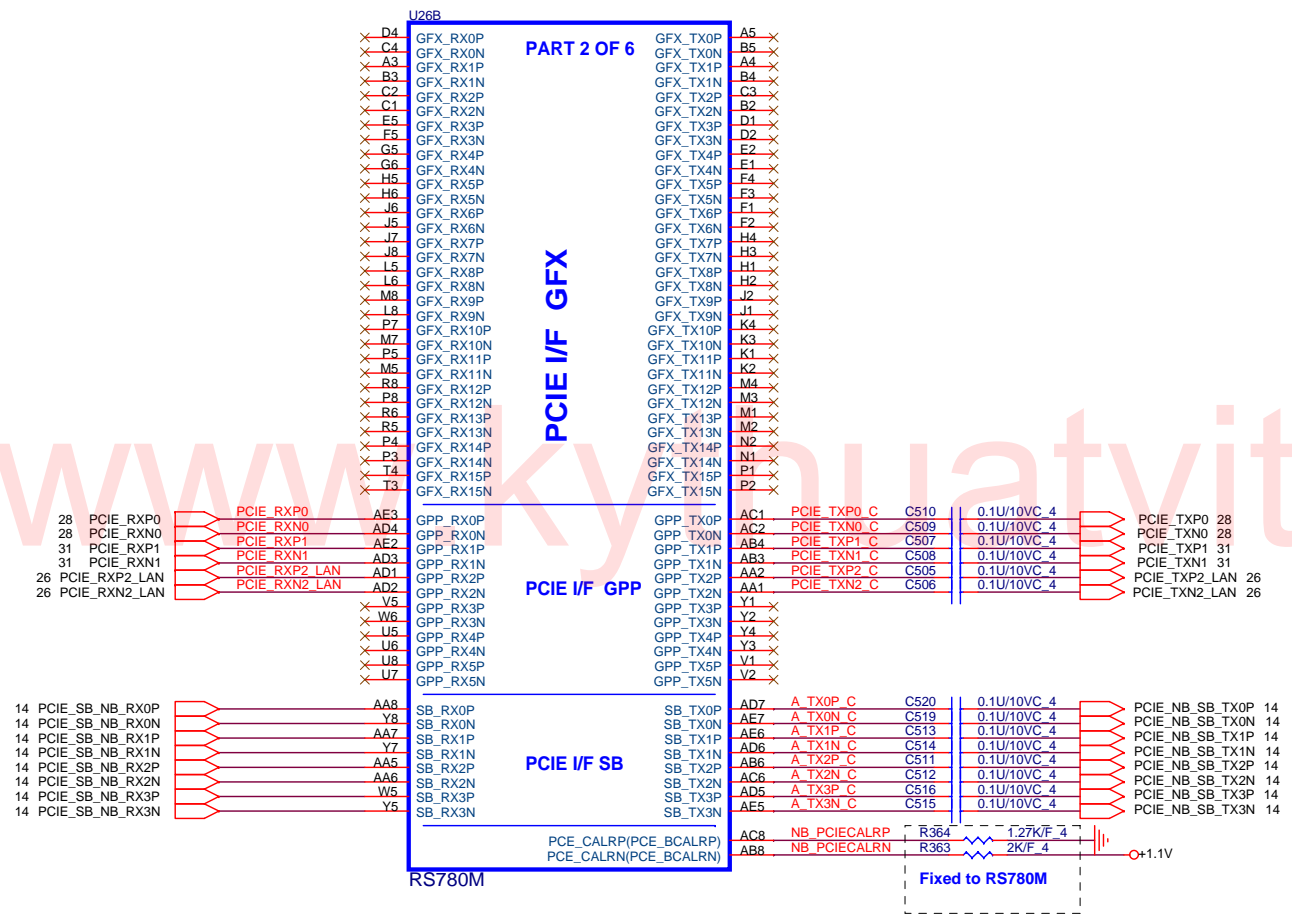 U26B
PART 2 OF 6
D4 GFX_RX0P GFX_TX0P A5
C4 GFX_RX0N GFX_TX0N B5
A3 GFX_RX1P GFX_TX1P A4
B3 GFX_RX1N GFX_TX1N B4
C2 GFX_RX2P GFX_TX2P C3
C1 GFX_RX2N GFX_TX2N B2
E5 GFX_RX3P GFX_TX3P D1
F5 GFX_RX3N GFX_TX3N D2
G5 GFX_RX4P GFX_TX4P E2
G6 GFX_RX4N GFX_TX4N E1
H5 GFX_RX5P GFX_TX5P F4
H6 GFX_RX5N GFX_TX5N F3
J6 GFX_RX6P GFX_TX6P F1
J5 GFX_RX6N GFX_TX6N F2
J7 GFX_RX7P GFX_TX7P H4
J8 GFX_RX7N GFX_TX7N H3
L5 GFX_RX8P GFX_TX8P H1
L6 GFX_RX8N GFX_TX8N H2
M8 GFX_RX9P GFX_TX9P J2
L8 GFX_RX9N GFX_TX9N J1
P7 GFX_RX10P GFX_TX10P K4
M7 GFX_RX10N GFX_TX10N K3
P5 GFX_RX11P GFX_TX11P K1
M5 GFX_RX11N GFX_TX11N K2
R8 GFX_RX12P GFX_TX12P M4
P8 GFX_RX12N GFX_TX12N M3
R6 GFX_RX13P GFX_TX13P M1
R5 GFX_RX13N GFX_TX13N M2
P4 GFX_RX14P GFX_TX14P N2
P3 GFX_RX14N GFX_TX14N N1
T4 GFX_RX15P GFX_TX15P P1
T3 GFX_RX15N GFX_TX15N P2
PCIE I/F GFX
www.kythuatvit
28 PCIE_RXP0 PCIE_RXP0 AE3 GPP_RX0P GPP_TX0P AC1 PCIE_TXP0_C C510 0.1U/10VC_4 PCIE_TXP0 28
28 PCIE_RXN0 PCIE_RXN0 AD4 GPP_RX0N GPP_TX0N AC2 PCIE_TXN0_C C509 0.1U/10VC_4 PCIE_TXN0 28
31 PCIE_RXP1 PCIE_RXP1 AE2 GPP_RX1P GPP_TX1P AB4 PCIE_TXP1_C C507 0.1U/10VC_4 PCIE_TXP1 31
31 PCIE_RXN1 PCIE_RXN1 AD3 GPP_RX1N GPP_TX1N AB3 PCIE_TXN1_C C508 0.1U/10VC_4 PCIE_TXN1 31
26 PCIE_RXP2_LAN PCIE_RXP2_LAN AD1 GPP_RX2P GPP_TX2P AA2 PCIE_TXP2_C C505 0.1U/10VC_4 PCIE_TXP2_LAN 26
26 PCIE_RXN2_LAN PCIE_RXN2_LAN AD2 GPP_RX2N GPP_TX2N AA1 PCIE_TXN2_C C506 0.1U/10VC_4 PCIE_TXN2_LAN 26
PCIE I/F GPP
V5 GPP_RX3P GPP_TX3P Y1
W6 GPP_RX3N GPP_TX3N Y2
U5 GPP_RX4P GPP_TX4P Y4
U6 GPP_RX4N GPP_TX4N Y3
U8 GPP_RX5P GPP_TX5P V1
U7 GPP_RX5N GPP_TX5N V2
14 PCIE_SB_NB_RX0P AA8 SB_RX0P SB_TX0P AD7 A_TX0P_C C520 0.1U/10VC_4 PCIE_NB_SB_TX0P 14
14 PCIE_SB_NB_RX0N Y8 SB_RX0N SB_TX0N AE7 A_TX0N_C C519 0.1U/10VC_4 PCIE_NB_SB_TX0N 14
14 PCIE_SB_NB_RX1P AA7 SB_RX1P SB_TX1P AE6 A_TX1P_C C513 0.1U/10VC_4 PCIE_NB_SB_TX1P 14
14 PCIE_SB_NB_RX1N Y7 SB_RX1N SB_TX1N AD6 A_TX1N_C C514 0.1U/10VC_4 PCIE_NB_SB_TX1N 14
14 PCIE_SB_NB_RX2P AA5 SB_RX2P SB_TX2P AB6 A_TX2P_C C511 0.1U/10VC_4 PCIE_NB_SB_TX2P 14
14 PCIE_SB_NB_RX2N AA6 SB_RX2N SB_TX2N AC6 A_TX2N_C C512 0.1U/10VC_4 PCIE_NB_SB_TX2N 14
14 PCIE_SB_NB_RX3P W5 SB_RX3P SB_TX3P AD5 A_TX3P_C C516 0.1U/10VC_4 PCIE_NB_SB_TX3P 14
14 PCIE_SB_NB_RX3N Y5 SB_RX3N SB_TX3N AE5 A_TX3N_C C515 0.1U/10VC_4 PCIE_NB_SB_TX3N 14
PCIE I/F SB
PCE_CALRP(PCE_BCALRP) AC8 NB_PCIECALRP R364 1.27K/F_4
PCE_CALRN(PCE_BCALRN) AB8 NB_PCIECALRN R363 2K/F_4 +1.1V
RS780M
Fixed to RS780M